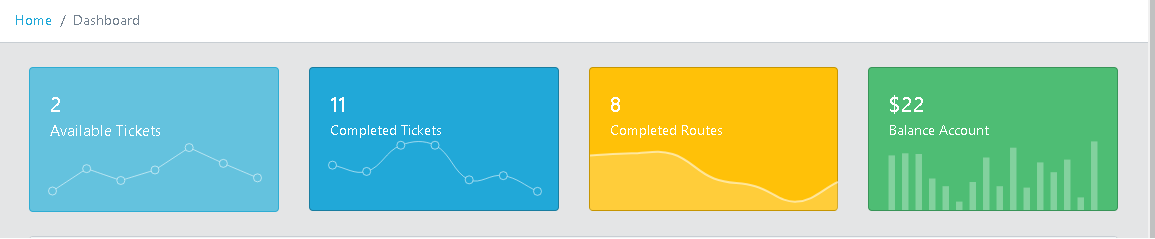 Home / Dashboard
2
Available Tickets
11
Completed Tickets
8
Completed Routes
$22
Balance Account